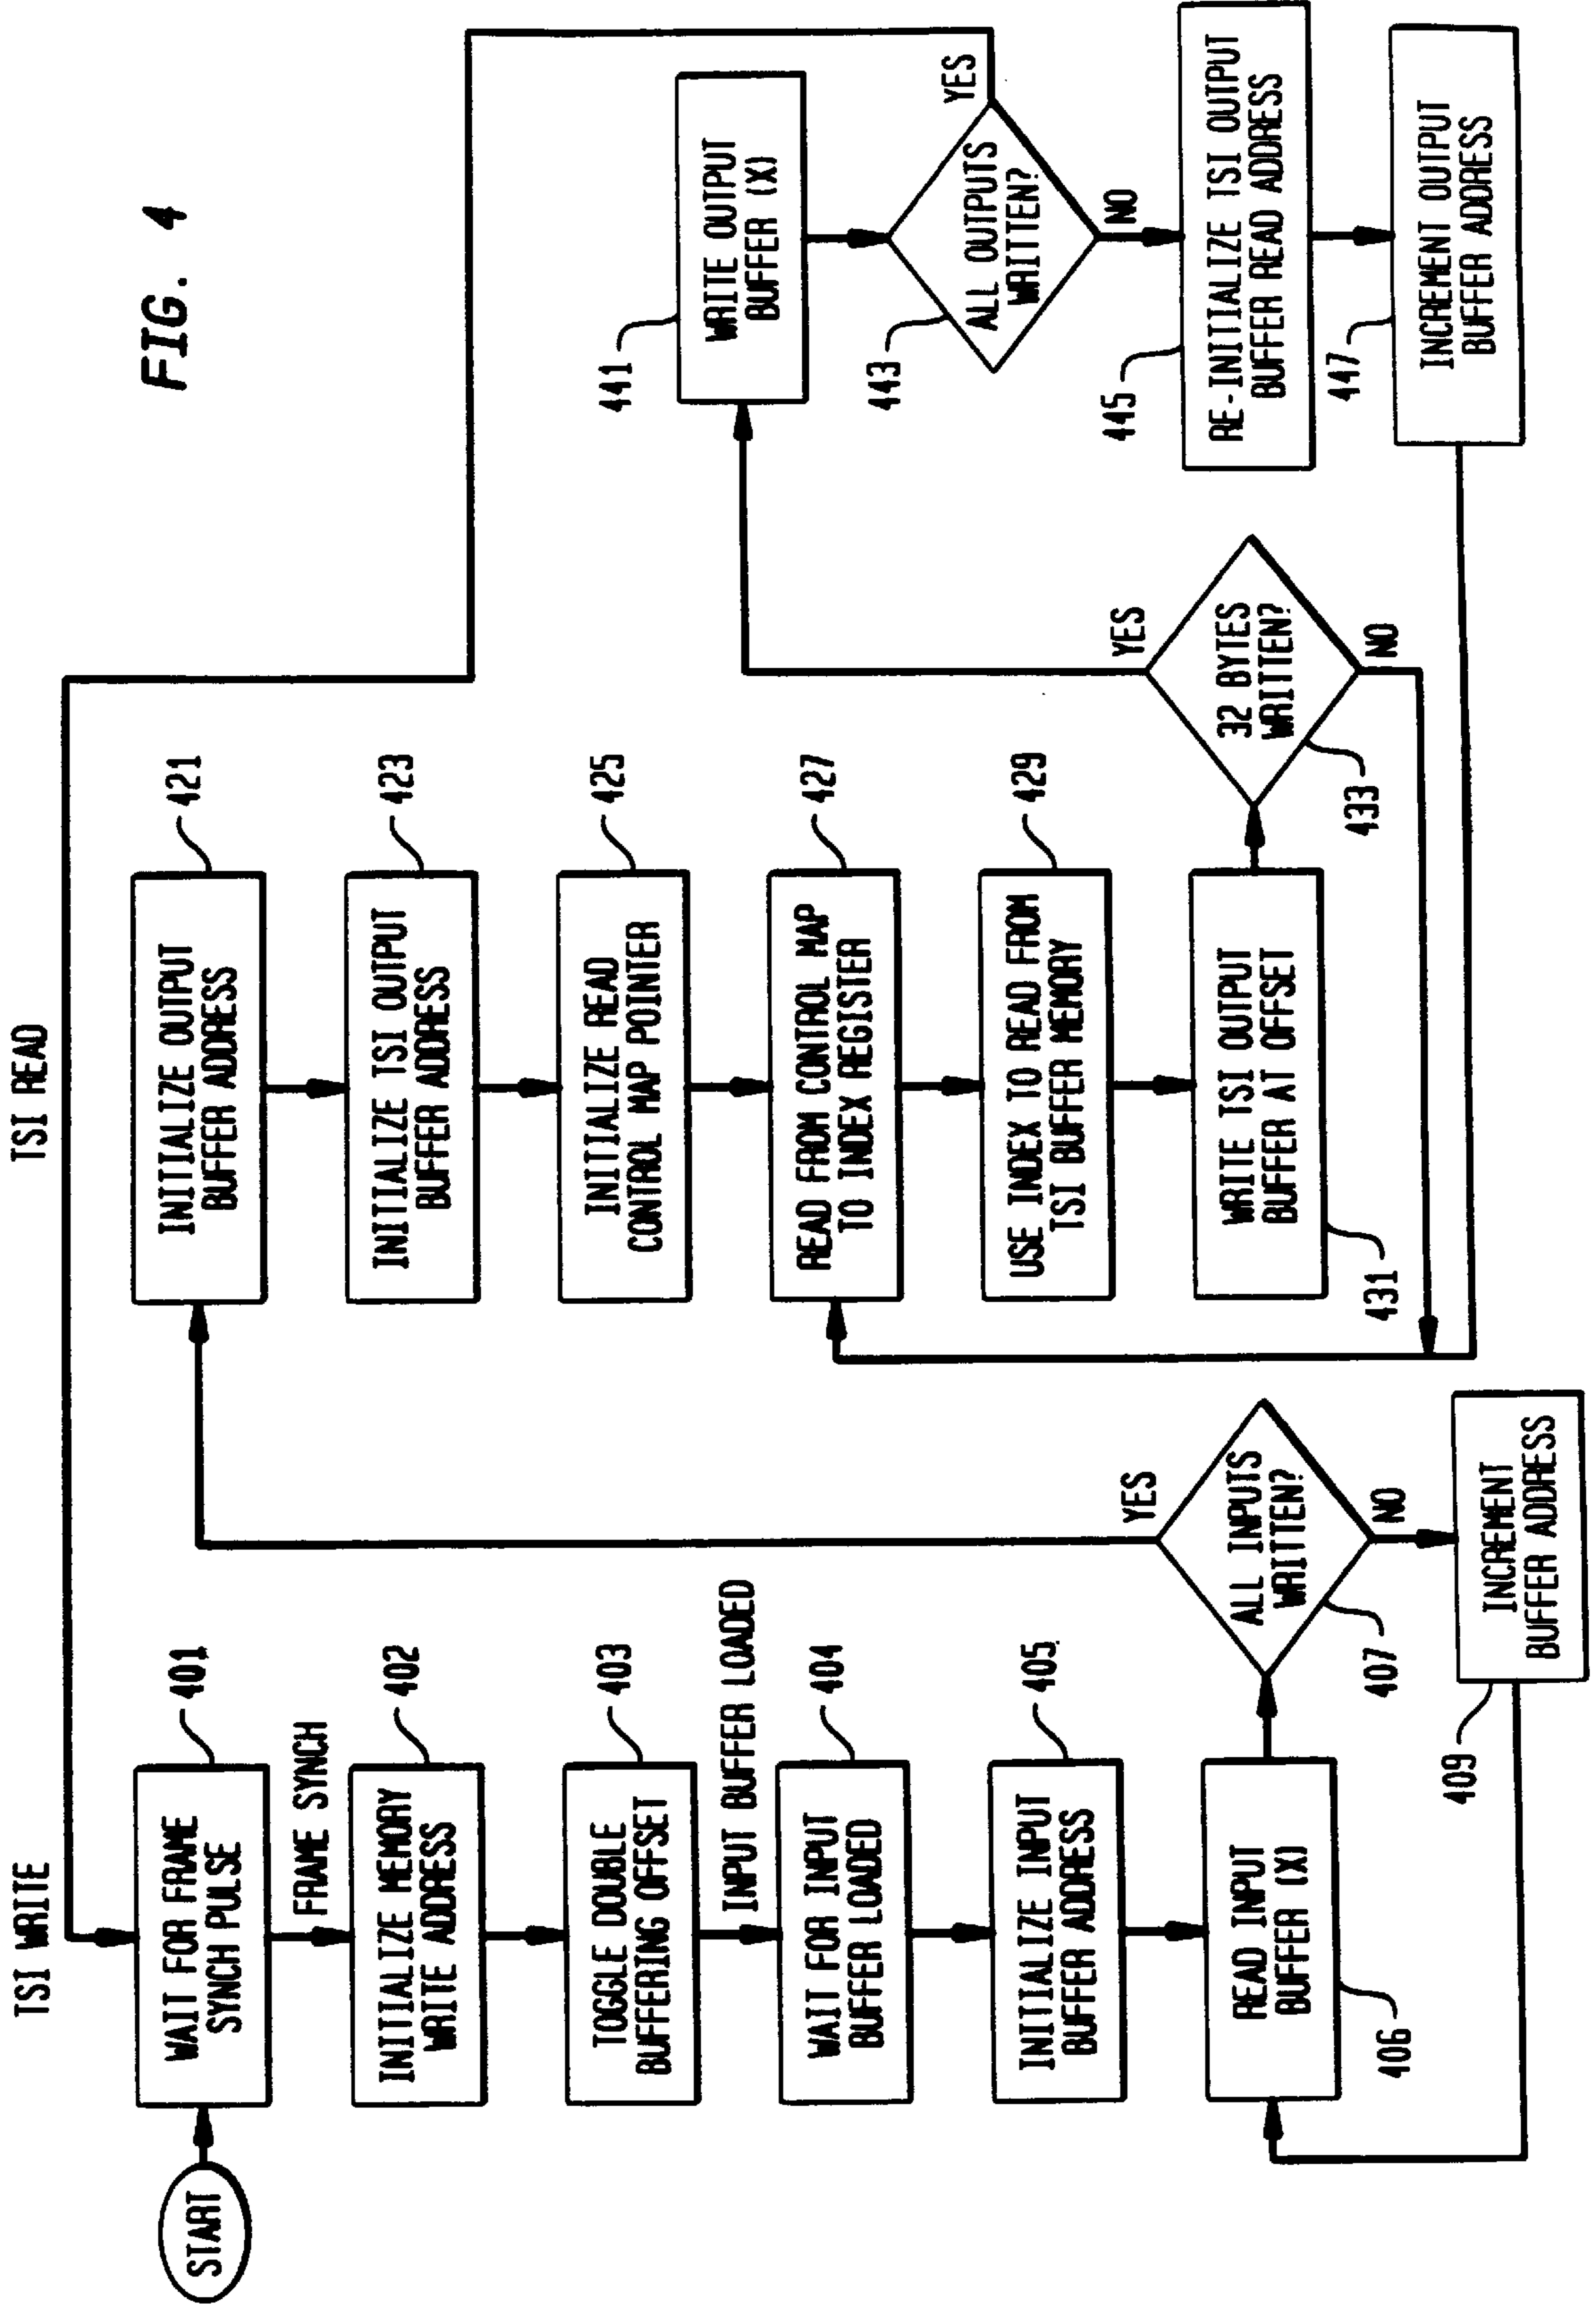 FIG. 4
TSI WRITE
TSI READ
START
WAIT FOR FRAME
SYNCH PULSE
401
FRAME SYNCH
INITIALIZE MEMORY
WRITE ADDRESS
402
TOGGLE DOUBLE
BUFFERING OFFSET
403
INPUT BUFFER LOADED
WAIT FOR INPUT
BUFFER LOADED
404
INITIALIZE INPUT
BUFFER ADDRESS
405
READ INPUT
BUFFER (X)
406
ALL INPUTS
WRITTEN?
407
YES
NO
INCREMENT
BUFFER ADDRESS
409
INITIALIZE OUTPUT
BUFFER ADDRESS
421
INITIALIZE TSI OUTPUT
BUFFER ADDRESS
423
INITIALIZE READ
CONTROL MAP POINTER
425
READ FROM CONTROL MAP
TO INDEX REGISTER
427
USE INDEX TO READ FROM
TSI BUFFER MEMORY
429
WRITE TSI OUTPUT
BUFFER AT OFFSET
431
32 BYTES
WRITTEN?
433
YES
NO
441
WRITE OUTPUT
BUFFER (X)
443
ALL OUTPUTS
WRITTEN?
YES
NO
445
RE-INITIALIZE TSI OUTPUT
BUFFER READ ADDRESS
447
INCREMENT OUTPUT
BUFFER ADDRESS